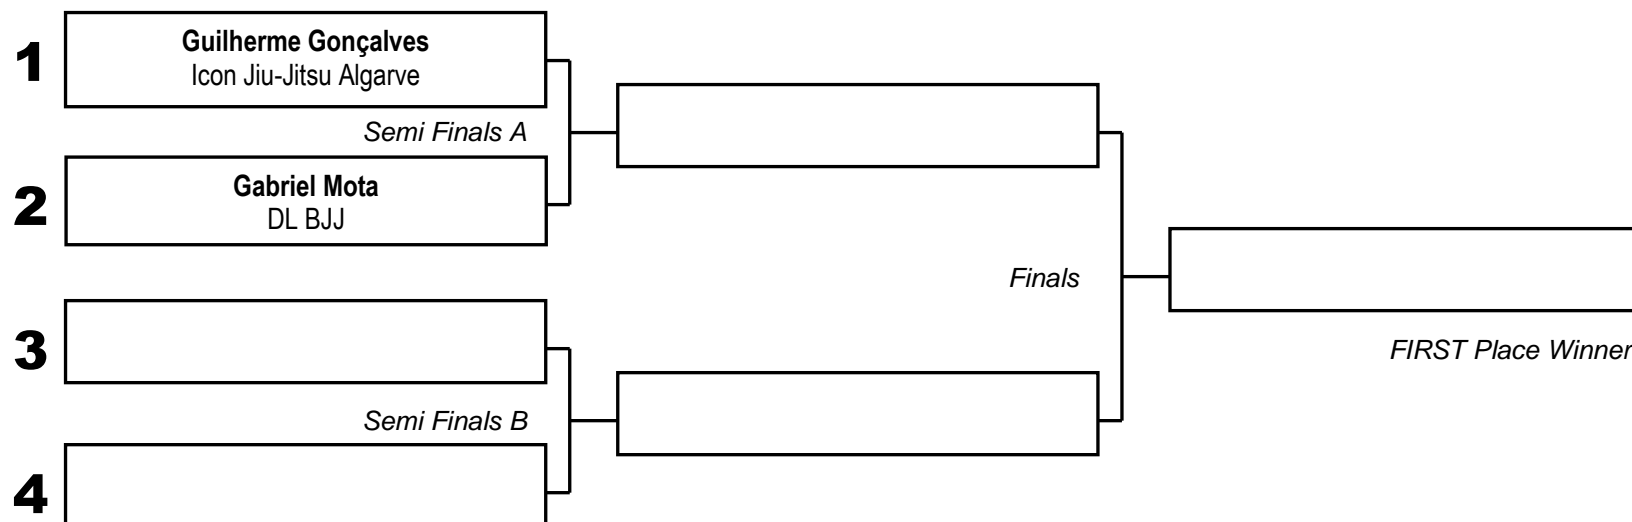 1
Guilherme Gonçalves
Icon Jiu-Jitsu Algarve
Semi Finals A
2
Gabriel Mota
DL BJJ
Finals
3
FIRST Place Winner
Semi Finals B
4